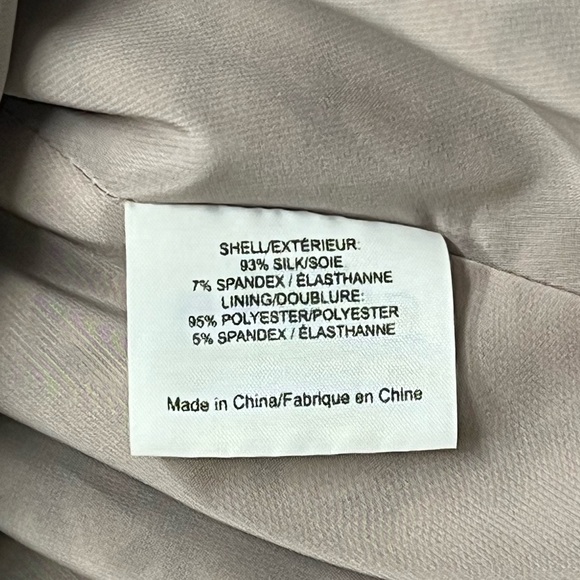 SHELL/EXTÉRIEUR:
93% SILK/SOIE
7% SPANDEX / ÉLASTHANNE
LINING/DOUBLURE:
95% POLYESTER/POLYESTER
5% SPANDEX / ÉLASTHANNE
Made in China/Fabrique en Chine